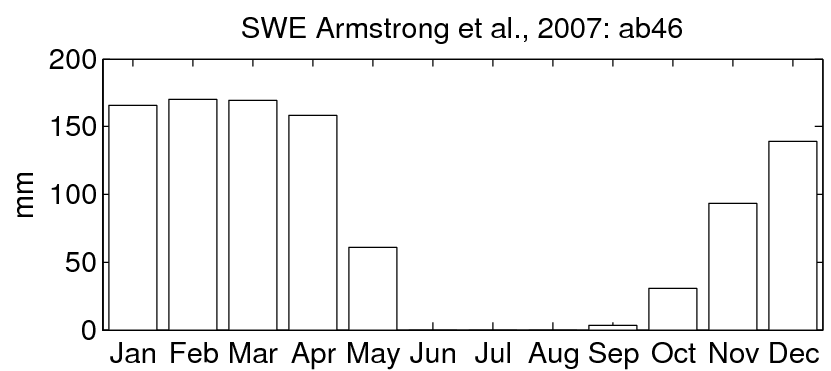 SWE Armstrong et al., 2007: ab46
200
150
100
50
0
mm
Jan Feb Mar Apr May Jun Jul Aug Sep Oct Nov Dec